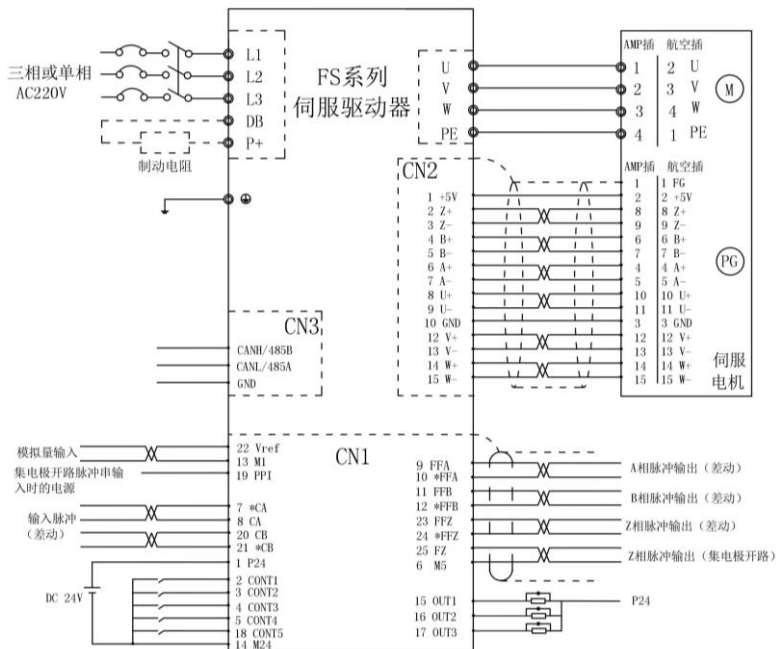 三相或单相
AC220V
制动电阻
L1
L2
L3
DB
P+
FS系列
伺服驱动器
U
V
W
PE
AMP插 航空插
1 2 U
2 3 V
3 4 W
4 1 PE
M
CN2
1 +5V
2 Z+
3 Z-
4 B+
5 B-
6 A+
7 A-
8 U+
9 U-
10 GND
12 V+
13 V-
14 W+
15 W-
AMP插 航空插
1 1 FG
2 2 +5V
8 8 Z+
9 9 Z-
6 6 B+
7 7 B-
4 4 A+
5 5 A-
10 10 U+
11 11 U-
3 3 GND
12 12 V+
13 13 V-
14 14 W+
15 15 W-
PG
伺服
电机
CN3
CANH/485B
CANL/485A
GND
CN1
模拟量输入
集电极开路脉冲串输
入时的电源
输入脉冲
(差动)
DC 24V
22 Vref
13 M1
19 PPI
7 *CA
8 CA
20 CB
21 *CB
1 P24
2 CONT1
3 CONT2
4 CONT3
5 CONT4
18 CONT5
14 M24
9 FFA
10 *FFA
11 FFB
12 *FFB
23 FFZ
24 *FFZ
25 FZ
6 M5
15 OUT1
16 OUT2
17 OUT3
A相脉冲输出(差动)
B相脉冲输出(差动)
Z相脉冲输出(差动)
Z相脉冲输出(集电极开路)
P24